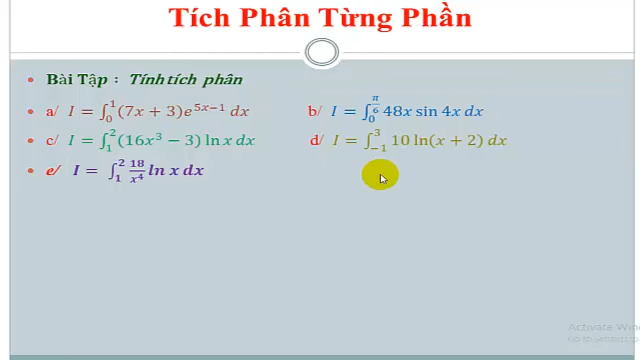 Tích Phân Từng Phần
• Bài Tập : Tính tích phân
• a/ I = ∫₀¹ (7x + 3)e^{5x−1} dx b/ I = ∫₀^{π/6} 48x sin 4x dx
• c/ I = ∫₁² (16x³ − 3) ln x dx d/ I = ∫₋₁³ 10 ln(x + 2) dx
• e/ I = ∫₁² 18/x⁴ ln x dx
Activate Win